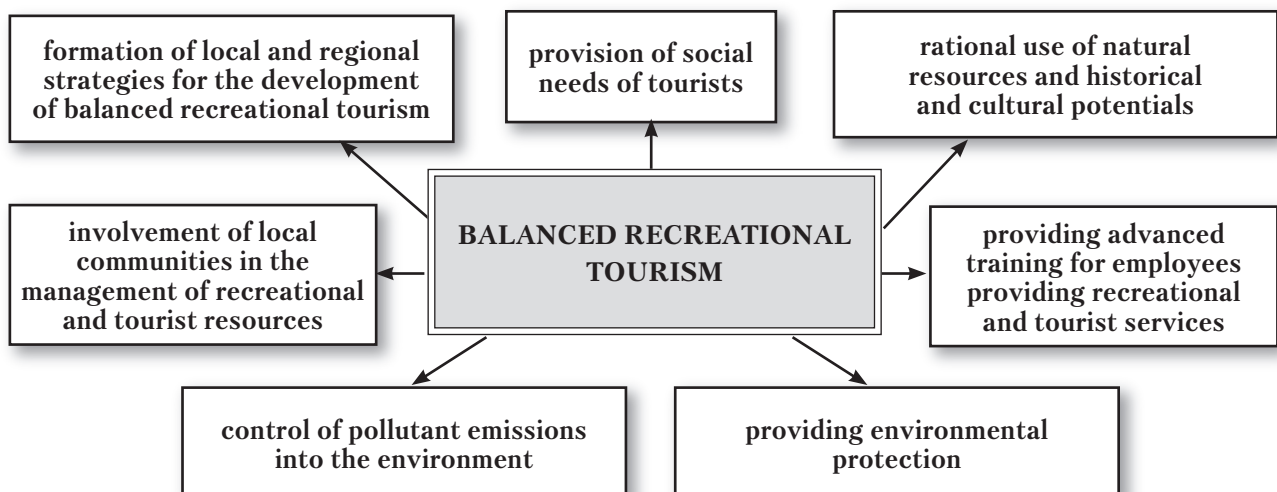 formation of local and regional
strategies for the development
of balanced recreational tourism
provision of social
needs of tourists
rational use of natural
resources and historical
and cultural potentials
involvement of local
communities in the
management of recreational
and tourist resources
BALANCED RECREATIONAL
TOURISM
providing advanced
training for employees
providing recreational
and tourist services
control of pollutant emissions
into the environment
providing environmental
protection